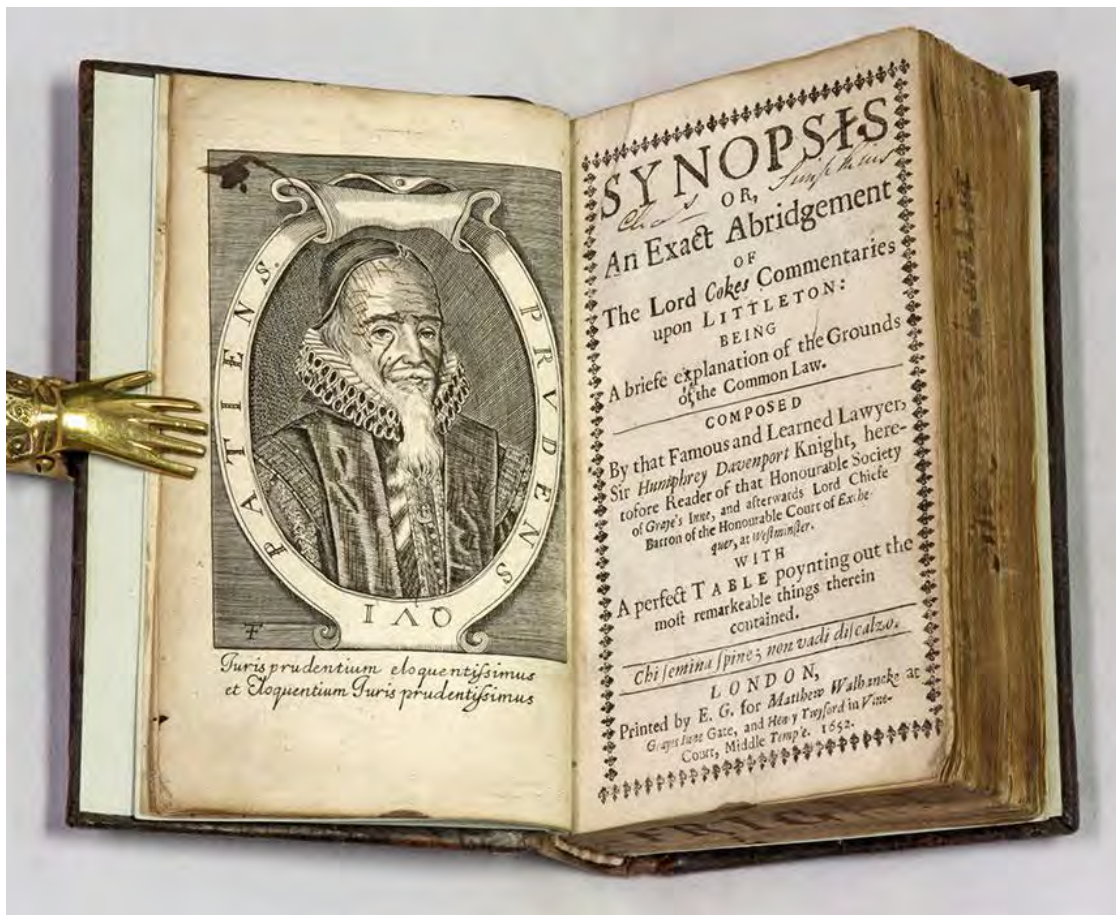 PRVDENS QVI PATIENS.
Juris prudentium eloquentiſsimus
et Eloquentium Juris prudentiſsimus
SYNOPSIS
OR,
An Exact Abridgement
OF
The Lord Cokes Commentaries
upon LITTLETON:
BEING
A briefe explanation of the Grounds
of the Common Law.
COMPOSED
By that Famous and Learned Lawyer,
Sir Humphrey Davenport Knight, here-
tofore Reader of that Honourable Society
of Graye's Inne, and afterwards Lord Chiefe
Barron of the Honourable Court of Exche-
quer, at Weſtminſter.
WITH
A perfect TABLE poynting out the
moſt remarkeable things therein
contained.
Chi ſemina ſpine, non vadi diſcalzo.
LONDON,
Printed by E. G. for Matthew Walbancke at
Grayes Inne Gate, and Henry Twyford in Vine-
Court, Middle Temple. 1652.